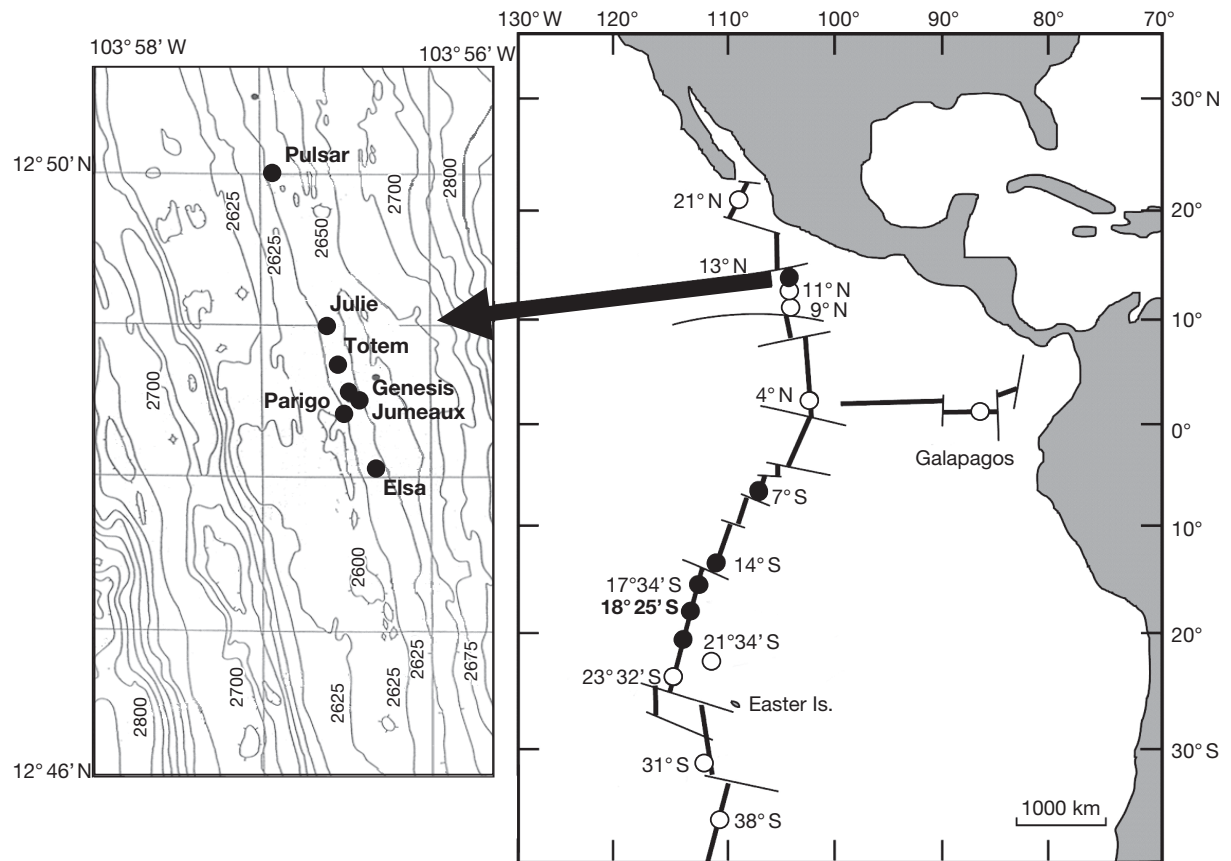 103°58’ W
103°56’ W
12°50’ N
12°46’ N
Pulsar
Julie
Totem
Genesis
Parigo
Jumeaux
Elsa
2625
2625
2650
2700
2800
2700
2600
2800
2700
2625
2625
2625
2675
130°W
120°
110°
100°
90°
80°
70°
30°N
20°
10°
0°
10°
20°
30°S
21°N
13°N
11°N
9°N
4°N
Galapagos
7°S
14°S
17°34’S
18°25’S
21°34’S
23°32’S
Easter Is.
31°S
38°S
1000 km